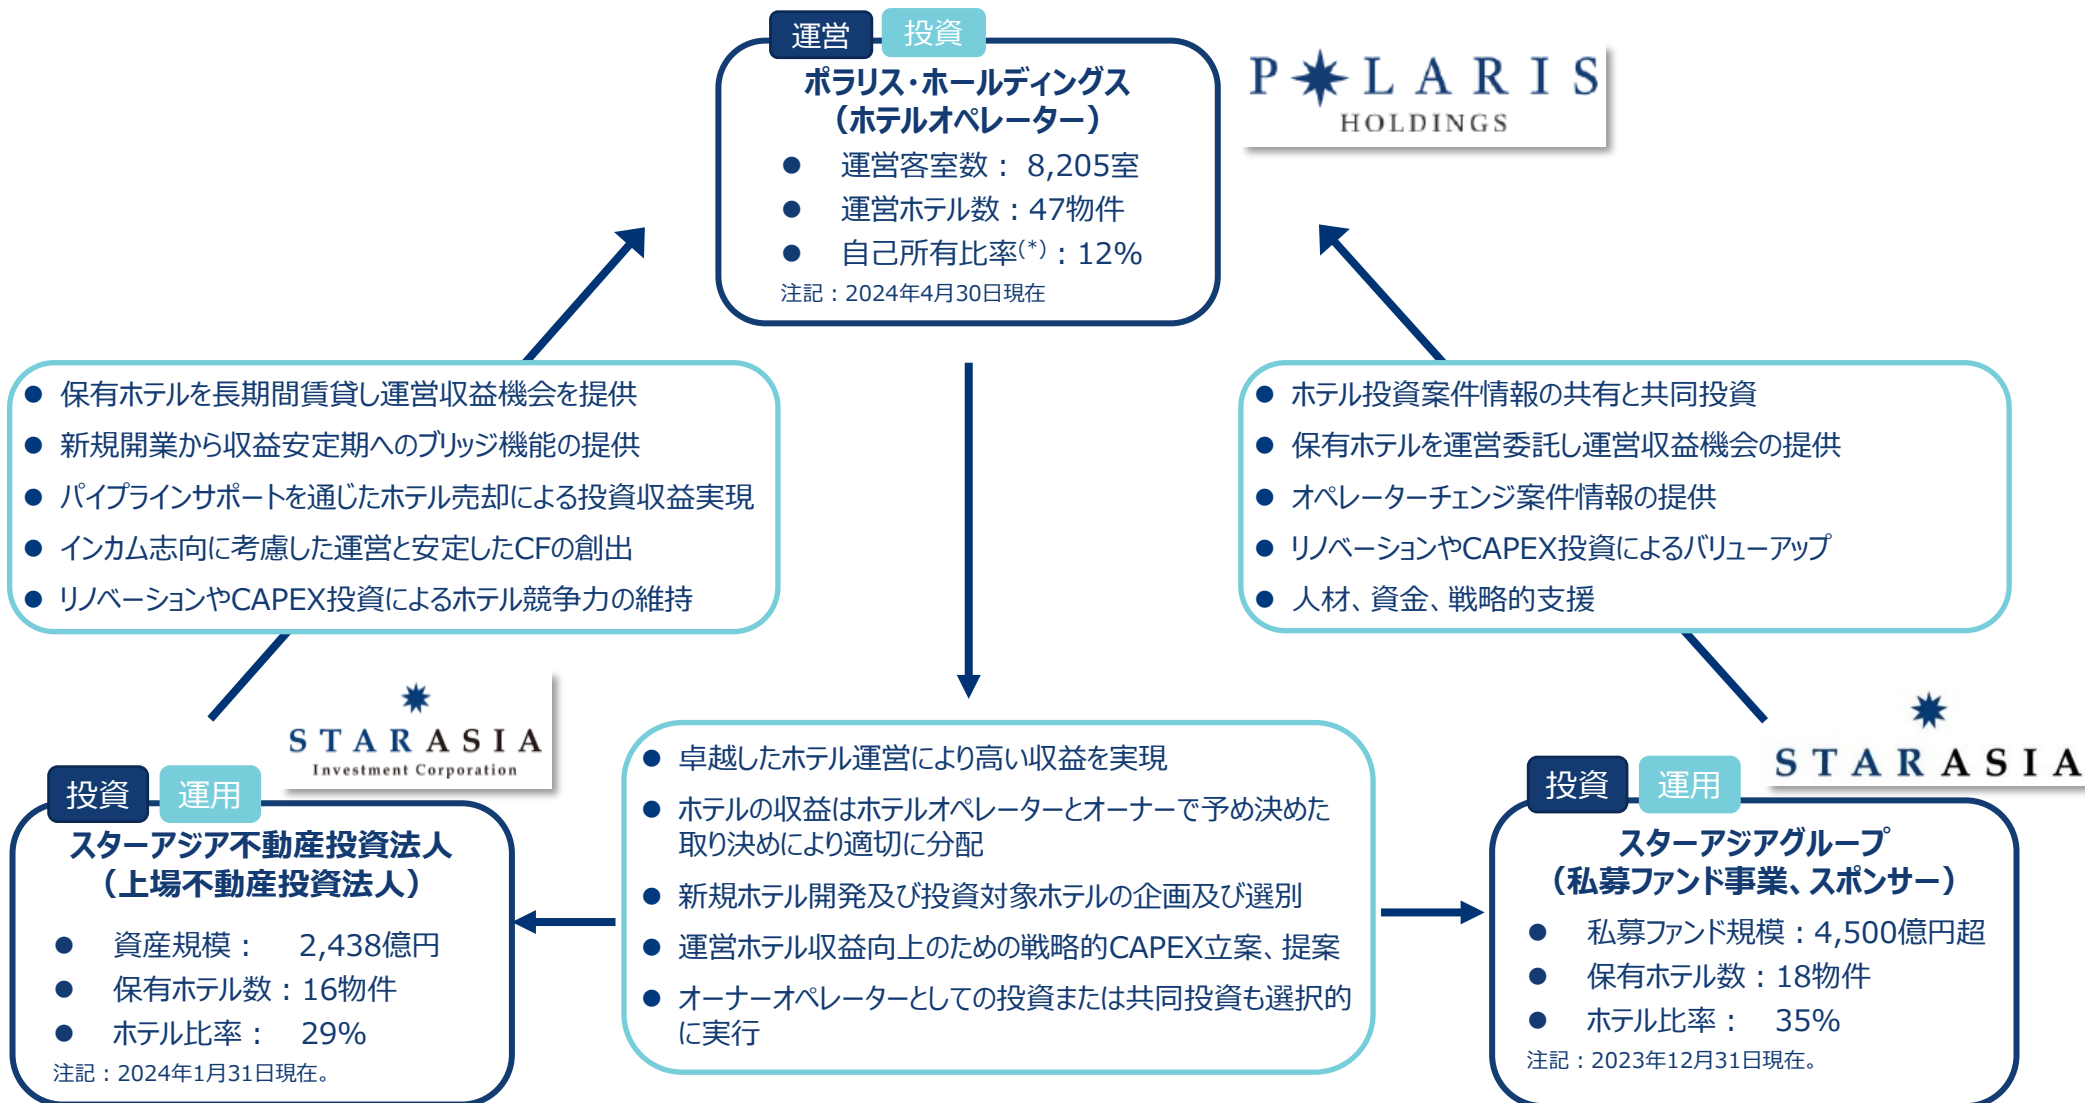 運営 投資
ポラリス・ホールディングス
（ホテルオペレーター）
● 運営客室数： 8,205室
● 運営ホテル数：47物件
● 自己所有比率(*)：12%
注記：2024年4月30日現在
POLARIS
HOLDINGS
● 保有ホテルを長期間賃貸し運営収益機会を提供
● 新規開業から収益安定期へのブリッジ機能の提供
● パイプラインサポートを通じたホテル売却による投資収益実現
● インカム志向に考慮した運営と安定したCFの創出
● リノベーションやCAPEX投資によるホテル競争力の維持
● ホテル投資案件情報の共有と共同投資
● 保有ホテルを運営委託し運営収益機会の提供
● オペレーターチェンジ案件情報の提供
● リノベーションやCAPEX投資によるバリューアップ
● 人材、資金、戦略的支援
STAR ASIA
Investment Corporation
投資 運用
スターアジア不動産投資法人
（上場不動産投資法人）
● 資産規模： 2,438億円
● 保有ホテル数：16物件
● ホテル比率： 29%
注記：2024年1月31日現在。
● 卓越したホテル運営により高い収益を実現
● ホテルの収益はホテルオペレーターとオーナーで予め決めた
取り決めにより適切に分配
● 新規ホテル開発及び投資対象ホテルの企画及び選別
● 運営ホテル収益向上のための戦略的CAPEX立案、提案
● オーナーオペレーターとしての投資または共同投資も選択的
に実行
STAR ASIA
投資 運用
スターアジアグループ
（私募ファンド事業、スポンサー）
● 私募ファンド規模：4,500億円超
● 保有ホテル数：18物件
● ホテル比率： 35%
注記：2023年12月31日現在。